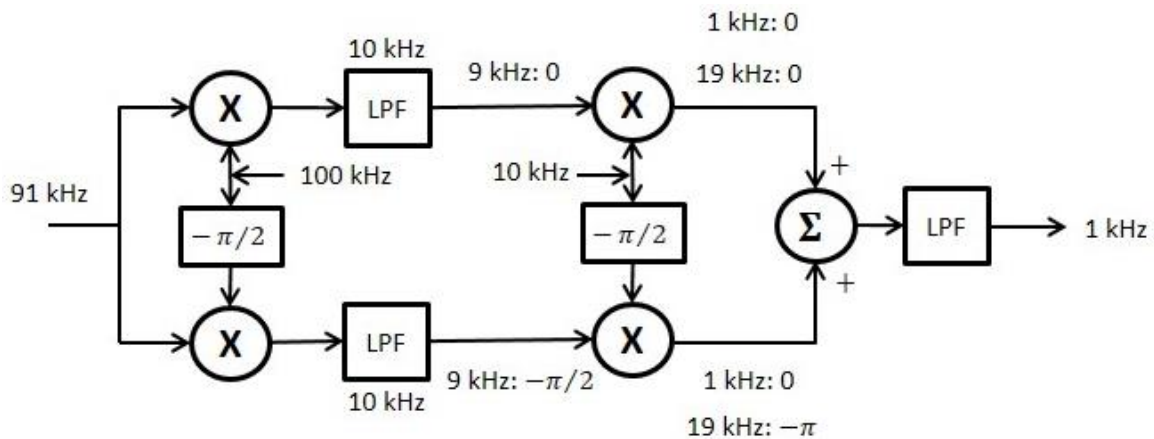 1 kHz: 0
10 kHz
9 kHz: 0
19 kHz: 0
X
LPF
X
91 kHz
100 kHz
10 kHz
+
− π/2
− π/2
Σ
LPF
1 kHz
+
X
LPF
X
9 kHz: −π/2
1 kHz: 0
10 kHz
19 kHz: −π